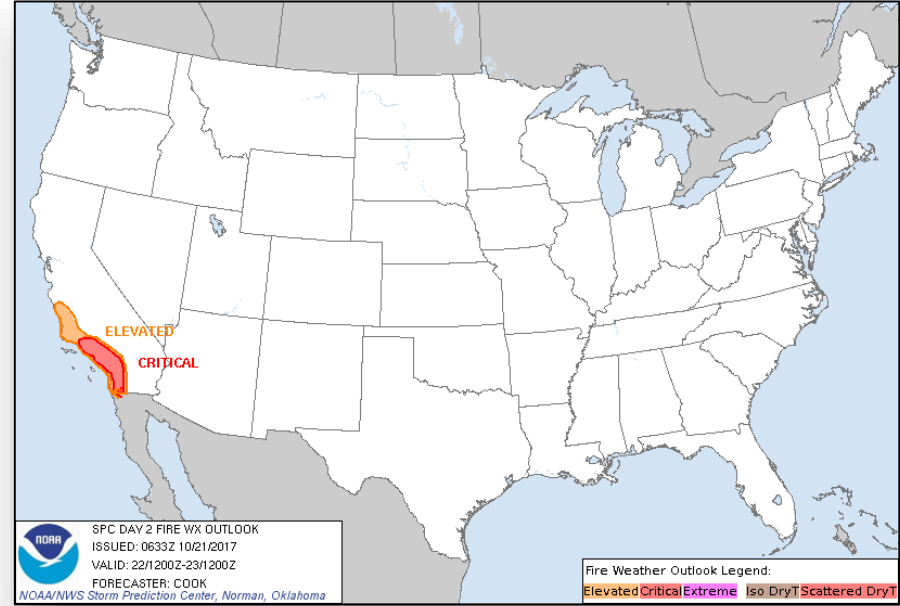 ELEVATED
CRITICAL
NOAA
SPC DAY 2 FIRE WX OUTLOOK
ISSUED: 0633Z 10/21/2017
VALID: 22/1200Z-23/1200Z
FORECASTER: COOK
NOAA/NWS Storm Prediction Center, Norman, Oklahoma
Fire Weather Outlook Legend:
Elevated Critical Extreme Iso DryT Scattered DryT